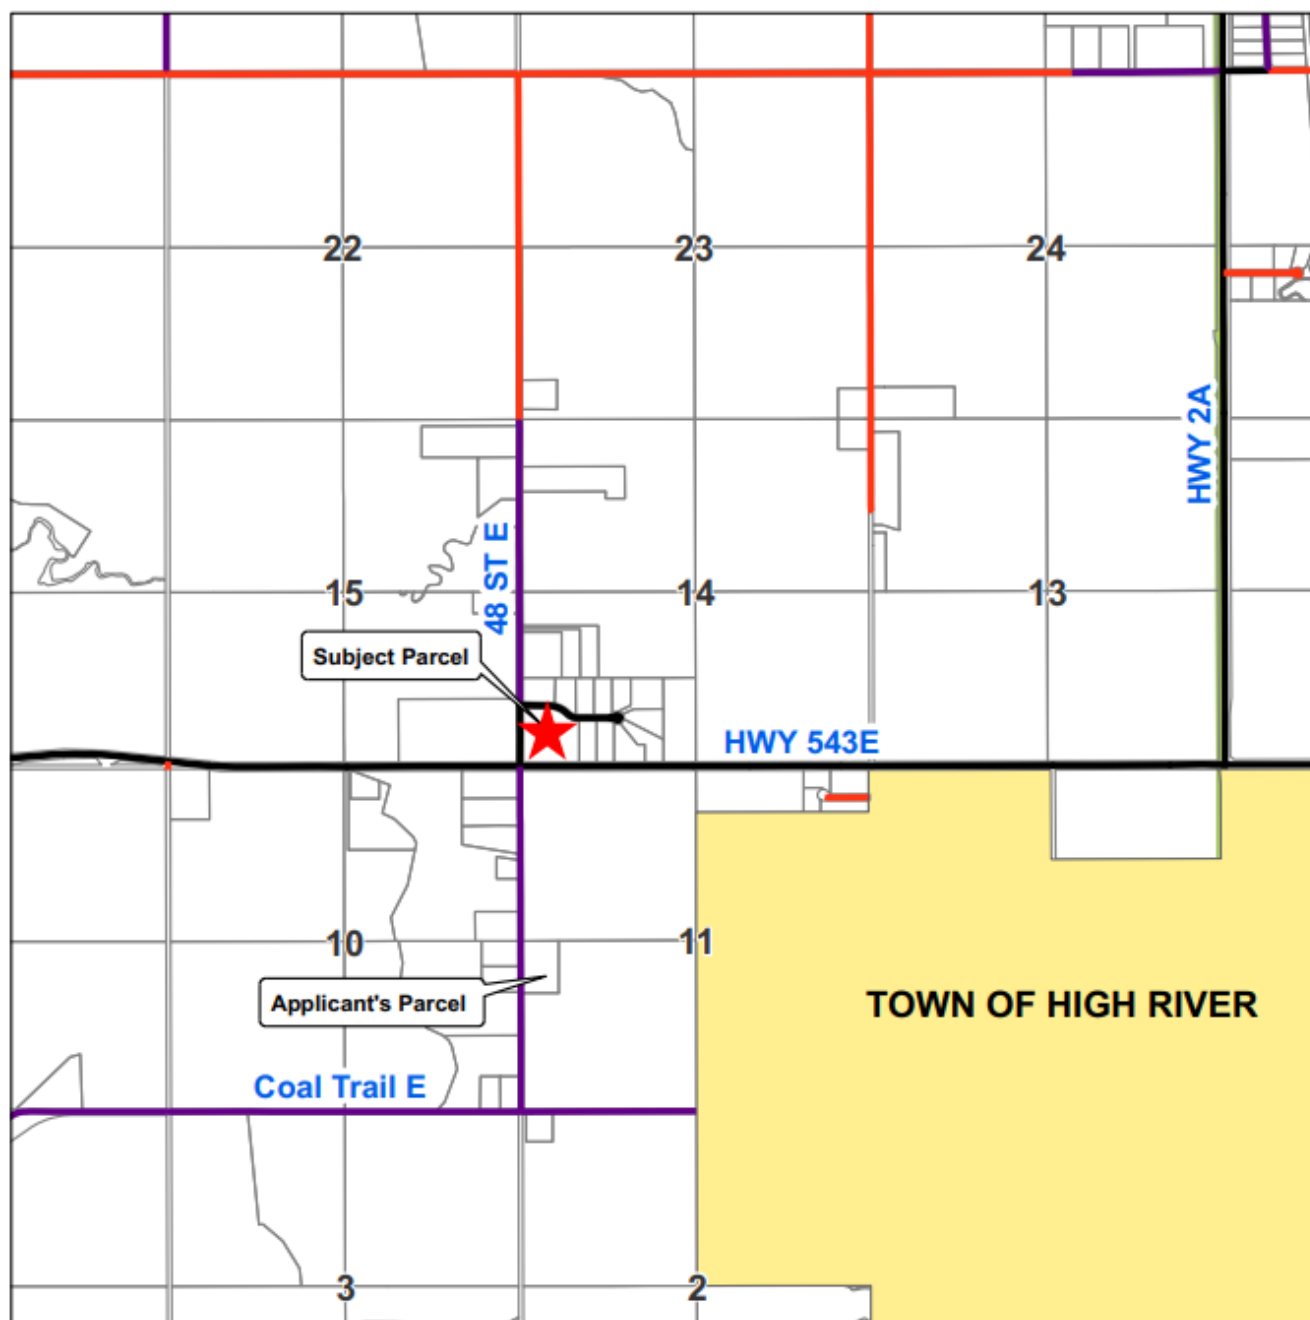 22
23
24
HWY 2A
48 ST E
15
14
13
Subject Parcel
HWY 543E
10
11
Applicant's Parcel
TOWN OF HIGH RIVER
Coal Trail E
3
2